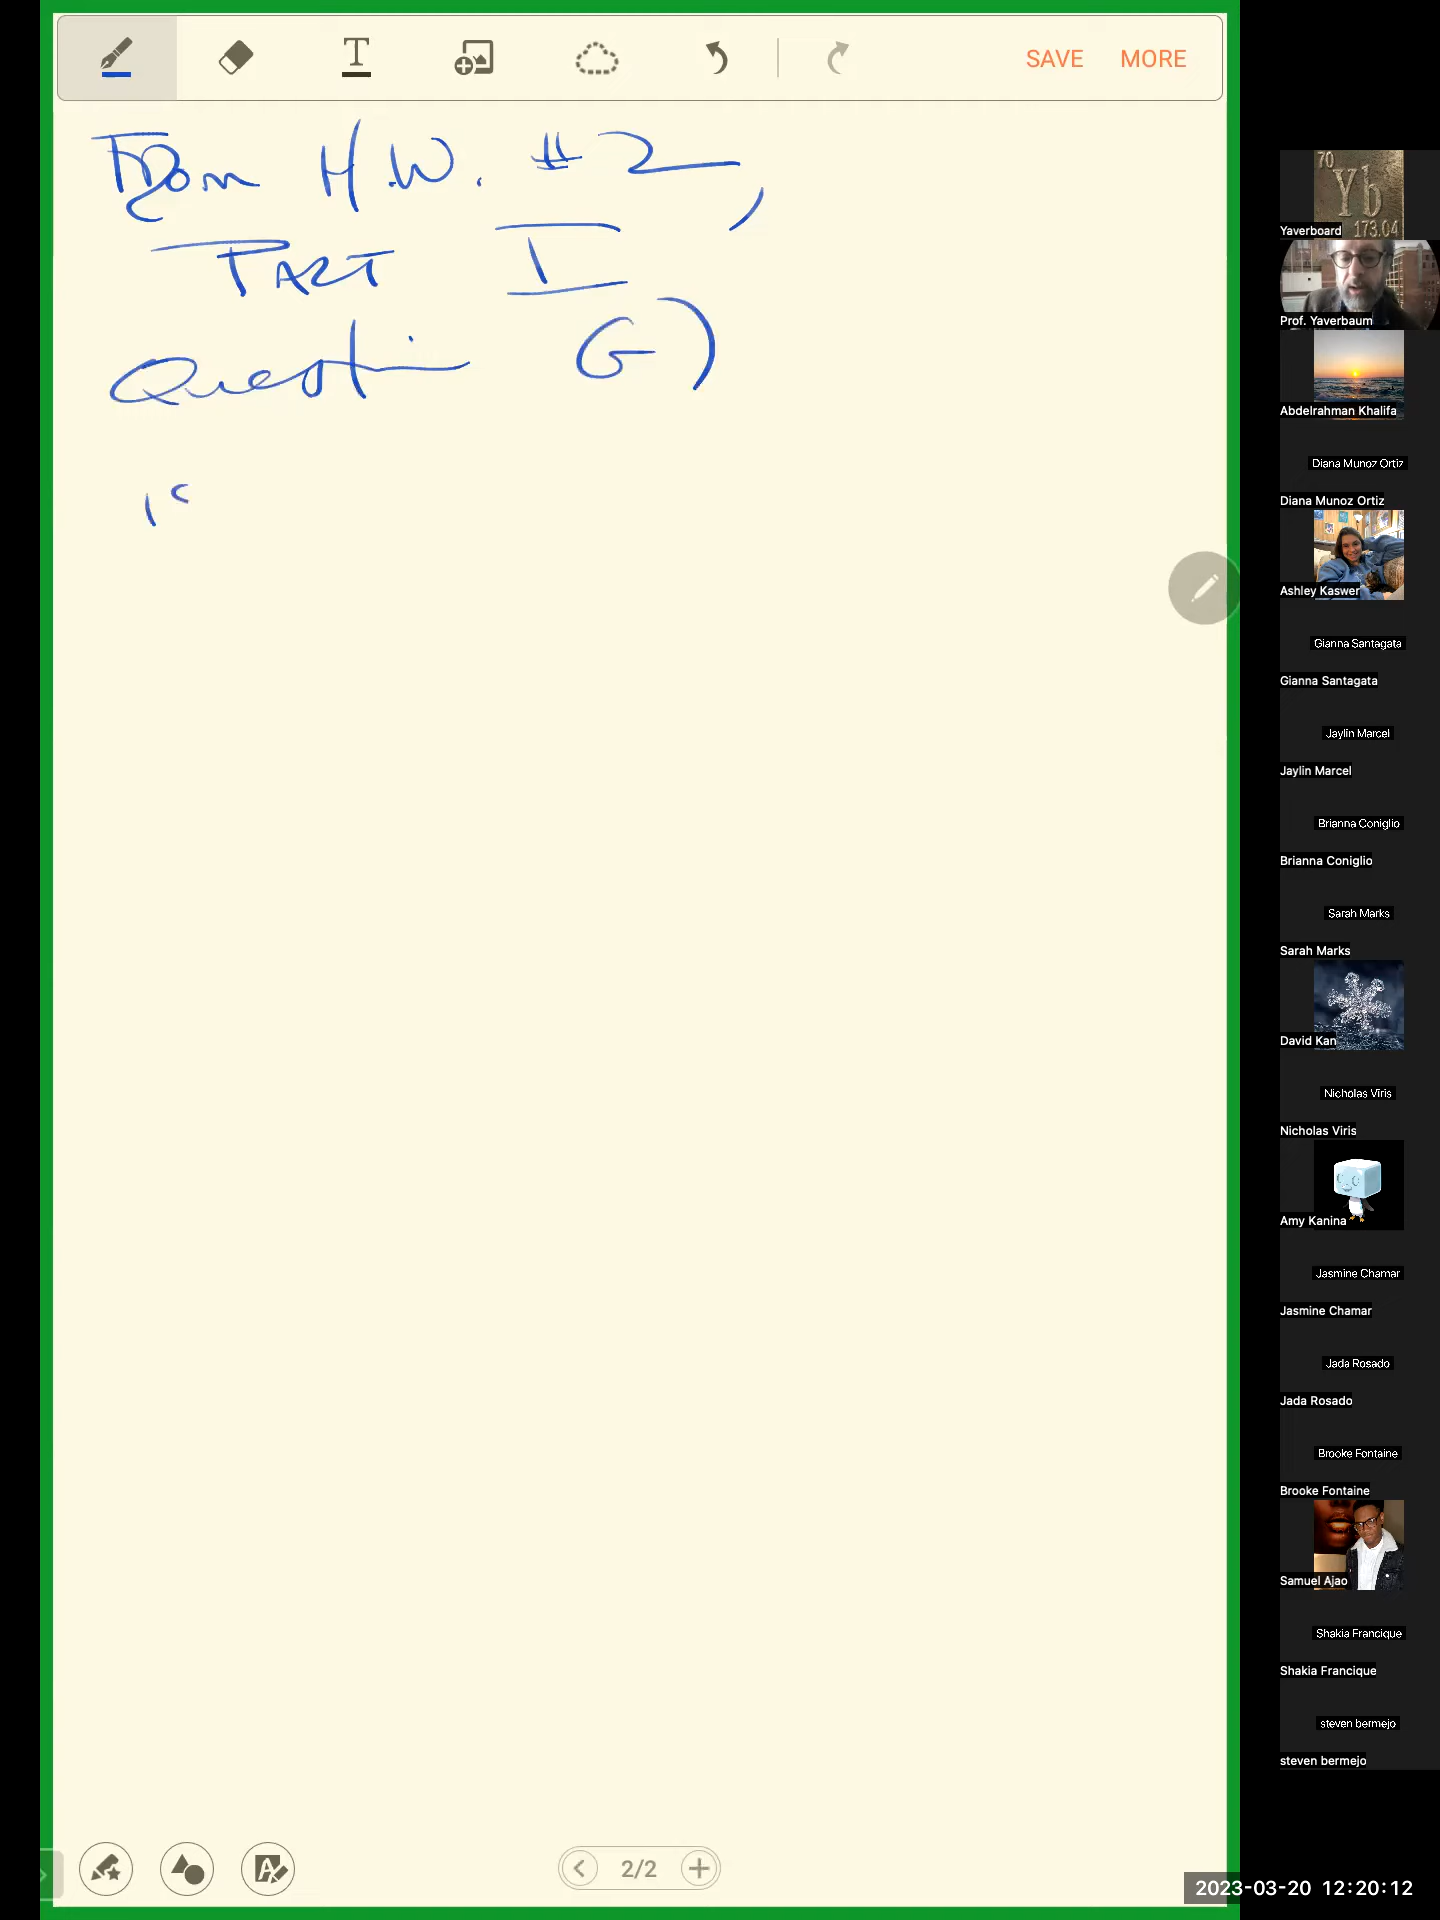 T
SAVE
MORE
From H.W. #2,
PART I
Question G)
70
Yb
173.04
Yaverboard
Prof. Yaverbaum
Abdelrahman Khalifa
Diana Munoz Ortiz
Diana Munoz Ortiz
Ashley Kaswer
Gianna Santagata
Gianna Santagata
Jaylin Marcel
Jaylin Marcel
Brianna Coniglio
Brianna Coniglio
Sarah Marks
Sarah Marks
David Kan
Nicholas Viris
Nicholas Viris
Amy Kanina
Jasmine Chamar
Jasmine Chamar
Jada Rosado
Jada Rosado
Brooke Fontaine
Brooke Fontaine
Samuel Ajao
Shakia Francique
Shakia Francique
steven bermejo
steven bermejo
A
2/2
2023-03-20 12:20:12